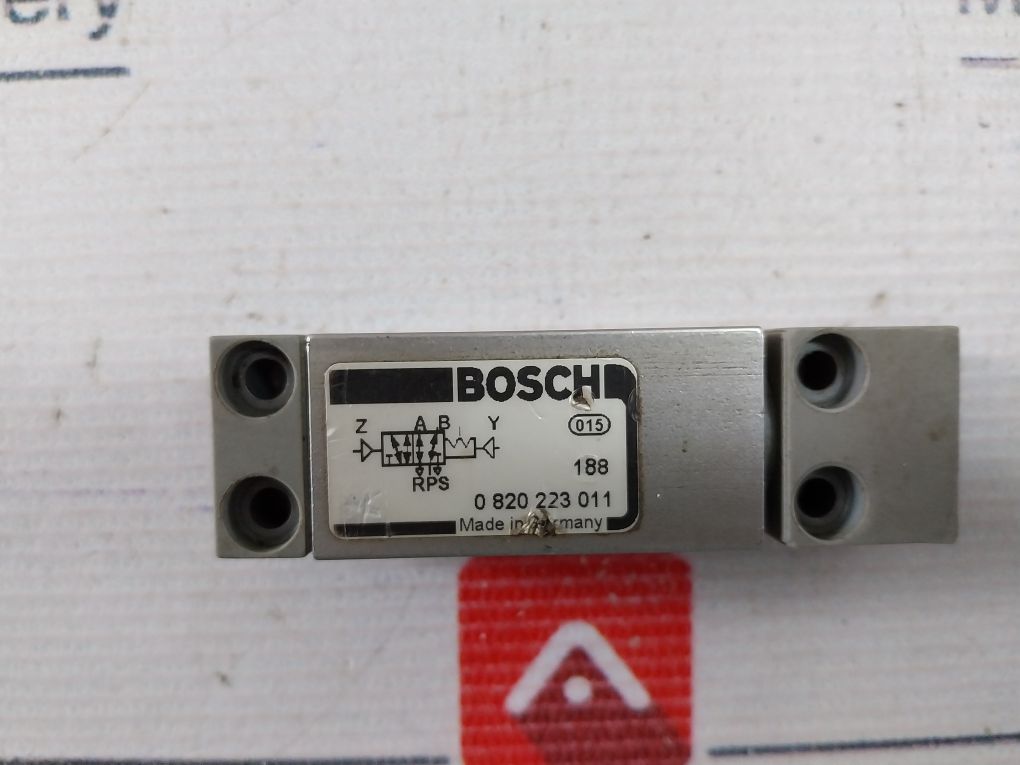 BOSCH
Z A B Y
015
RPS
188
0 820 223 011
Made in Germany